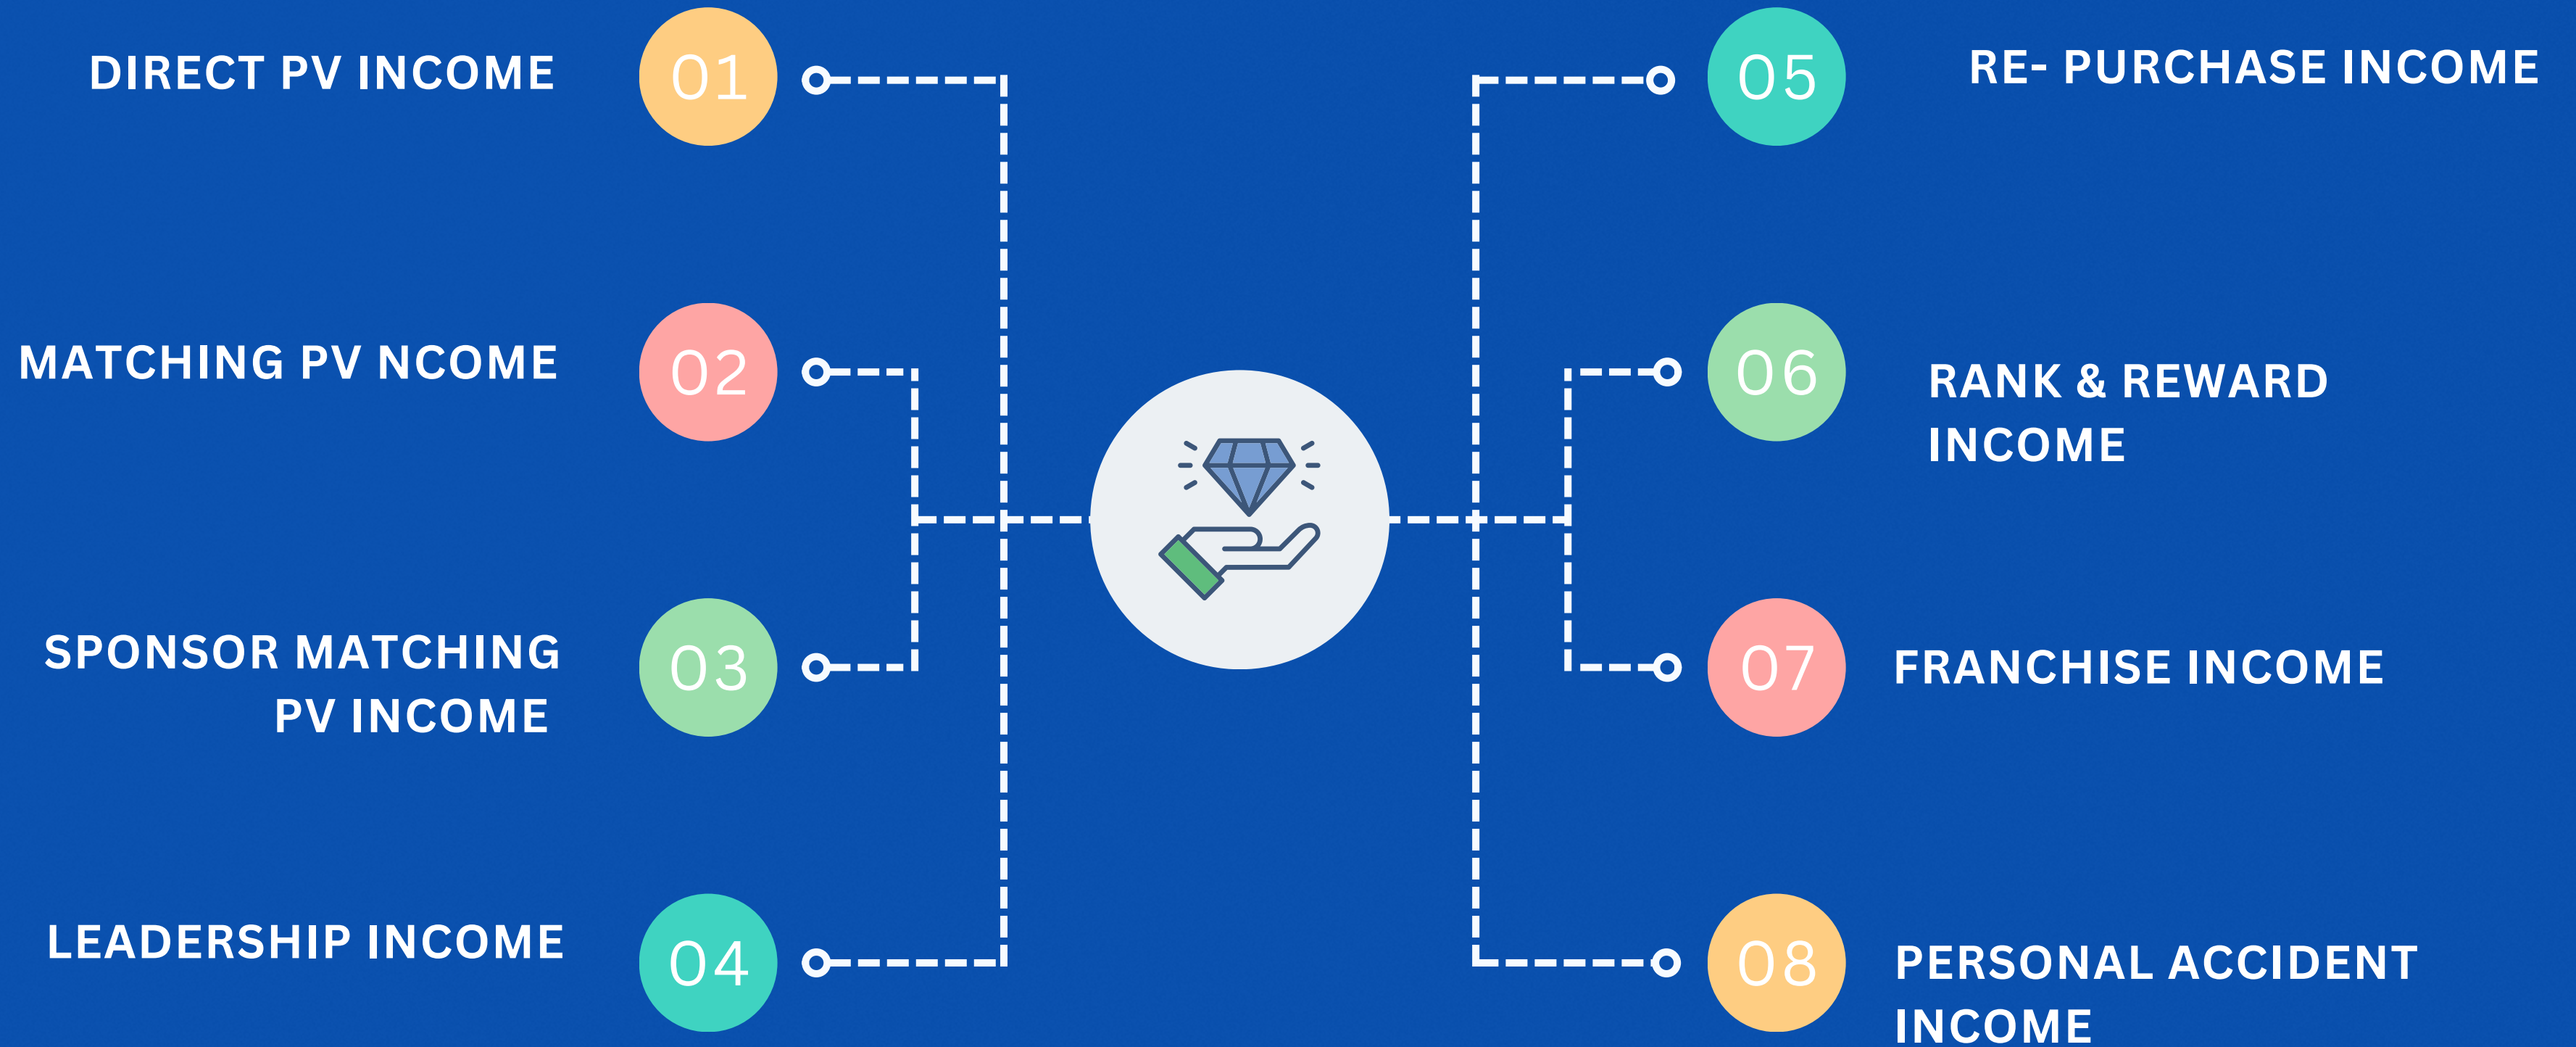 DIRECT PV INCOME
01
MATCHING PV NCOME
02
SPONSOR MATCHING
PV INCOME
03
LEADERSHIP INCOME
04
05
RE- PURCHASE INCOME
06
RANK & REWARD
INCOME
07
FRANCHISE INCOME
08
PERSONAL ACCIDENT
INCOME